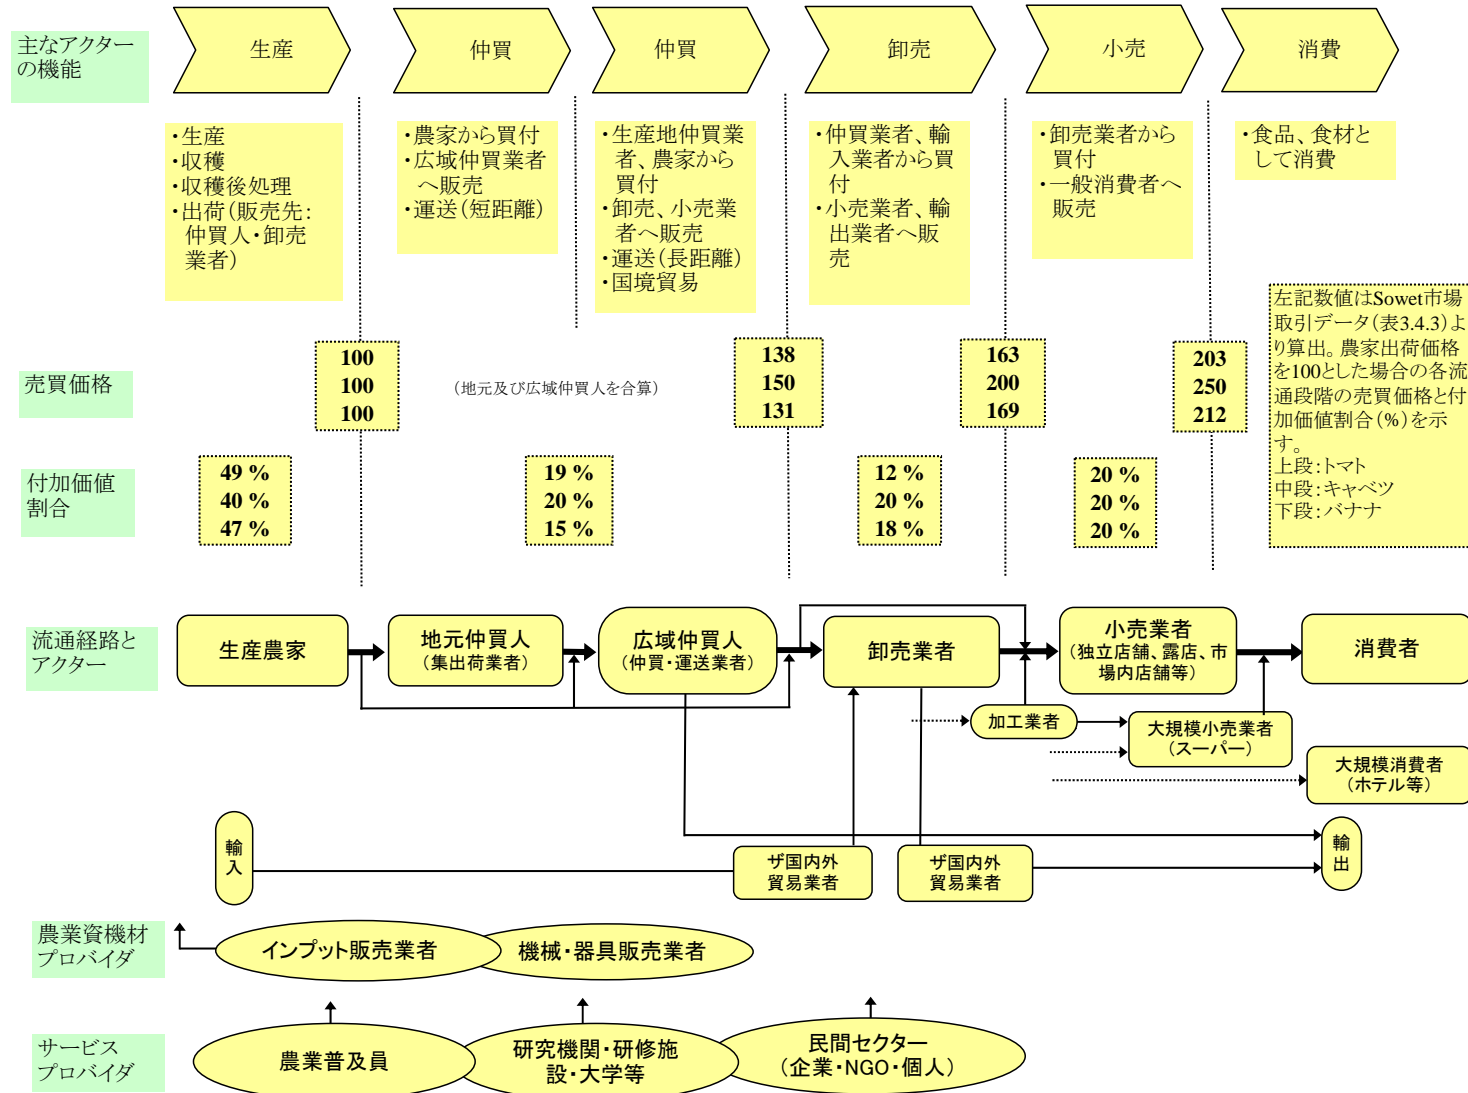 主なアクター
の機能
生産
仲買
仲買
卸売
小売
消費
・生産
・収穫
・収穫後処理
・出荷(販売先:
仲買人・卸売
業者)
・農家から買付
・広域仲買業者
へ販売
・運送(短距離)
・生産地仲買業
者、農家から
買付
・卸売、小売業
者へ販売
・運送(長距離)
・国境貿易
・仲買業者、輸
入業者から買
付
・小売業者、輸
出業者へ販
売
・卸売業者から
買付
・一般消費者へ
販売
・食品、食材と
して消費
売買価格
100
100
100
(地元及び広域仲買人を合算)
138
150
131
163
200
169
203
250
212
左記数値はSowet市場
取引データ(表3.4.3)よ
り算出。農家出荷価格
を100とした場合の各流
通段階の売買価格と付
加価値割合(%)を示
す。
上段:トマト
中段:キャベツ
下段:バナナ
付加価値
割合
49 %
40 %
47 %
19 %
20 %
15 %
12 %
20 %
18 %
20 %
20 %
20 %
流通経路と
アクター
生産農家
地元仲買人
(集出荷業者)
広域仲買人
(仲買・運送業者)
卸売業者
小売業者
(独立店舗、露店、市
場内店舗等)
消費者
加工業者
大規模小売業者
(スーパー)
大規模消費者
(ホテル等)
輸入
ザ国内外
貿易業者
ザ国内外
貿易業者
輸出
農業資機材
プロバイダ
インプット販売業者
機械・器具販売業者
サービス
プロバイダ
農業普及員
研究機関・研修施
設・大学等
民間セクター
(企業・NGO・個人)